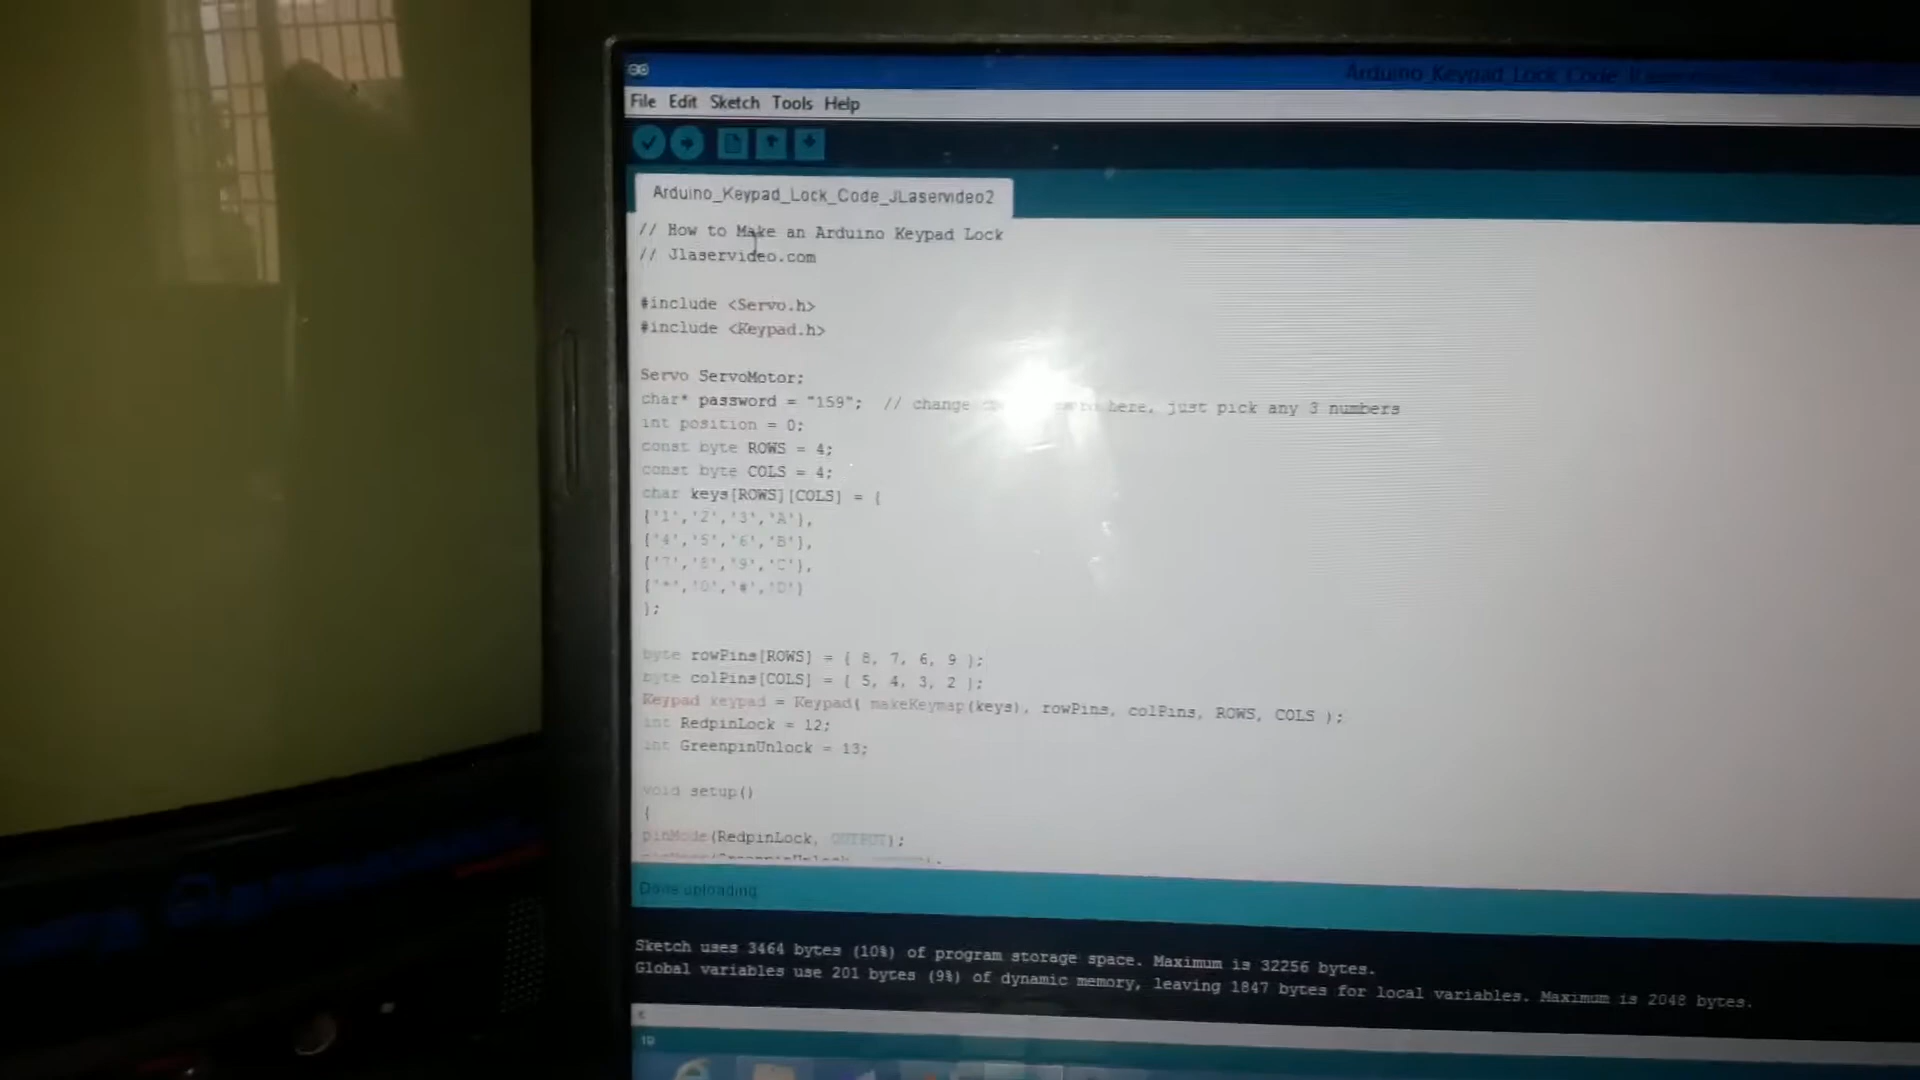 Arduino_Keypad_Lock_Code
File Edit Sketch Tools Help
Arduino_Keypad_Lock_Code_JLaservideo2
// How to Make an Arduino Keypad Lock
// Jlaservideo.com
#include <Servo.h>
#include <Keypad.h>
Servo ServoMotor;
char* password = "159"; // change here, just pick any 3 numbers
int position = 0;
const byte ROWS = 4;
const byte COLS = 4;
char keys[ROWS][COLS] = {
{'1','2','3','A'},
{'4','5','6','B'},
{'7','8','9','C'},
{'*','0','#','D'}
};
byte rowPins[ROWS] = { 8, 7, 6, 9 };
byte colPins[COLS] = { 5, 4, 3, 2 };
Keypad keypad = Keypad( makeKeymap(keys), rowPins, colPins, ROWS, COLS );
int RedpinLock = 12;
int GreenpinUnlock = 13;
void setup()
{
pinMode(RedpinLock, OUTPUT);
Done uploading
Sketch uses 3464 bytes (10%) of program storage space. Maximum is 32256 bytes.
Global variables use 201 bytes (9%) of dynamic memory, leaving 1847 bytes for local variables. Maximum is 2048 bytes.
19